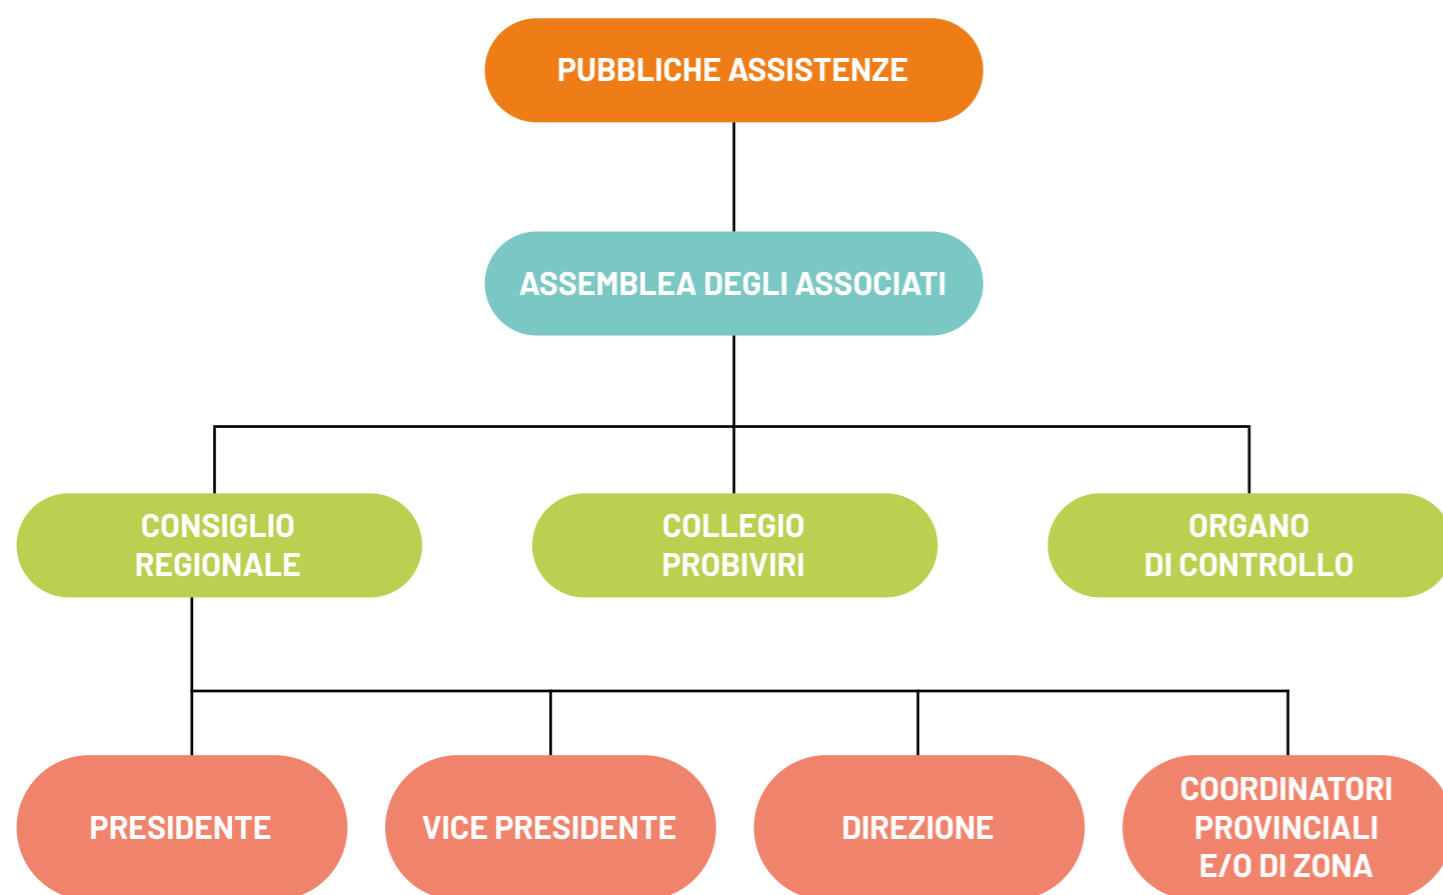 PUBBLICHE ASSISTENZE
ASSEMBLEA DEGLI ASSOCIATI
CONSIGLIO
REGIONALE
COLLEGIO
PROBIVIRI
ORGANO
DI CONTROLLO
PRESIDENTE
VICE PRESIDENTE
DIREZIONE
COORDINATORI
PROVINCIALI
E/O DI ZONA